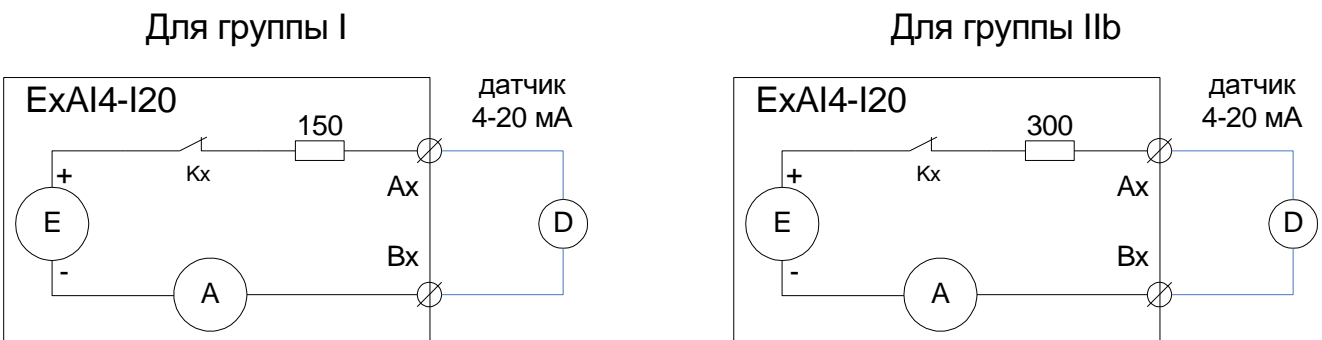 Для группы I
ExAI4-I20
датчик
4-20 мА
150
Kx
+
Ax
E
D
Bx
-
A
Для группы IIb
ExAI4-I20
датчик
4-20 мА
300
Kx
+
Ax
E
D
Bx
-
A